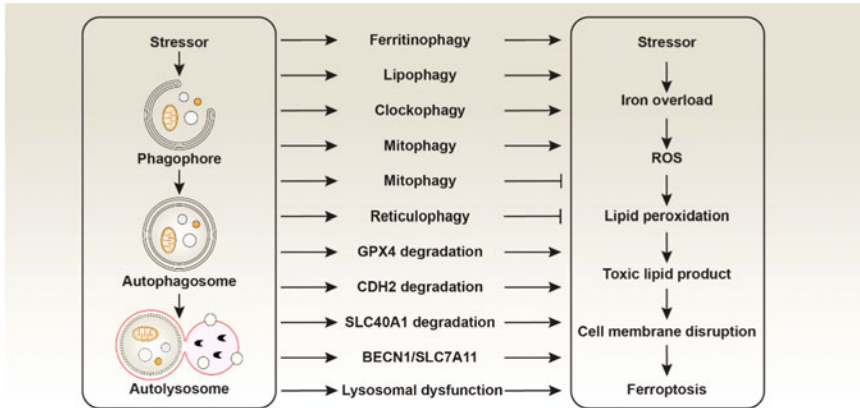 Stressor
Phagophore
Autophagosome
Autolysosome
Ferritinophagy
Lipophagy
Clockophagy
Mitophagy
Mitophagy
Reticulophagy
GPX4 degradation
CDH2 degradation
SLC40A1 degradation
BECN1/SLC7A11
Lysosomal dysfunction
Stressor
Iron overload
ROS
Lipid peroxidation
Toxic lipid product
Cell membrane disruption
Ferroptosis